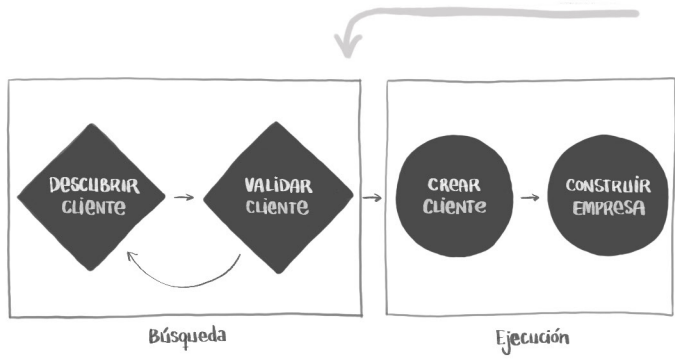 DESCUBRIR
CLIENTE
VALIDAR
CLIENTE
CREAR
CLIENTE
CONSTRUIR
EMPRESA
Búsqueda
Ejecución